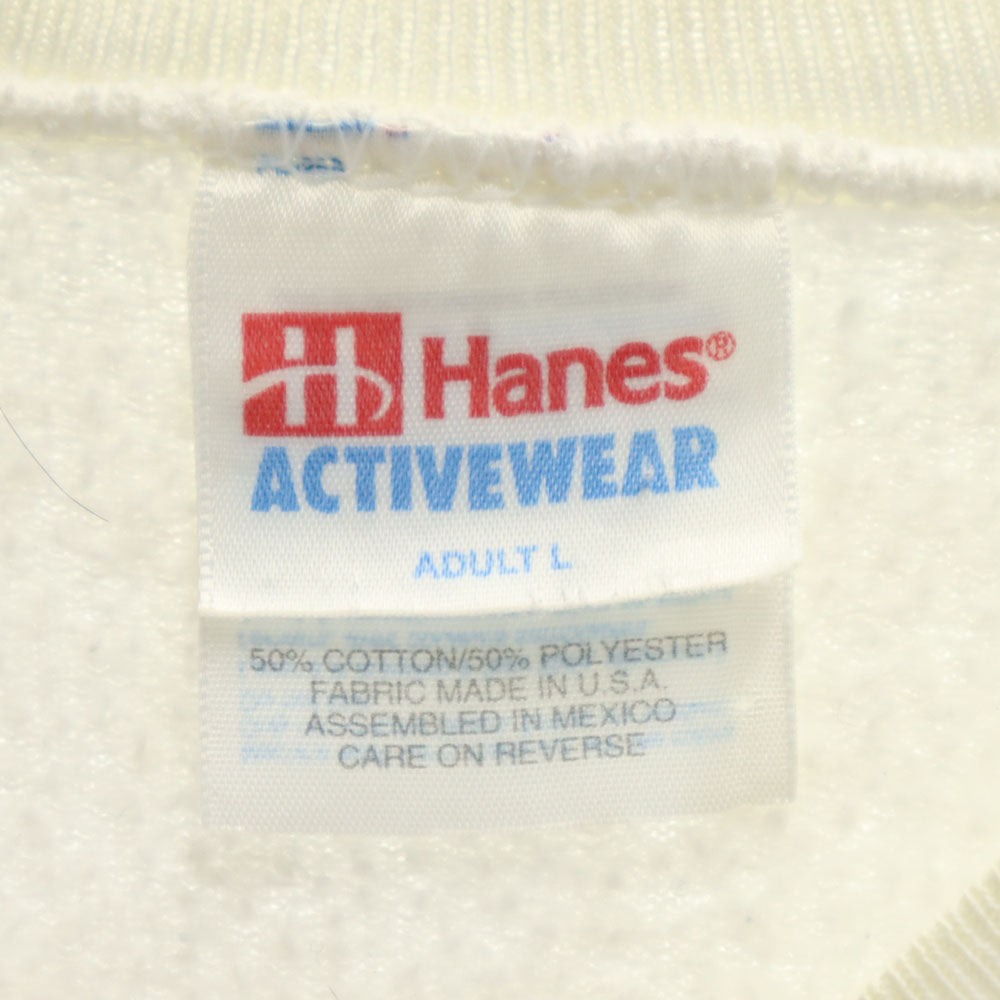 H Hanes®
ACTIVEWEAR
ADULT L
50% COTTON/50% POLYESTER
FABRIC MADE IN U.S.A.
ASSEMBLED IN MEXICO
CARE ON REVERSE